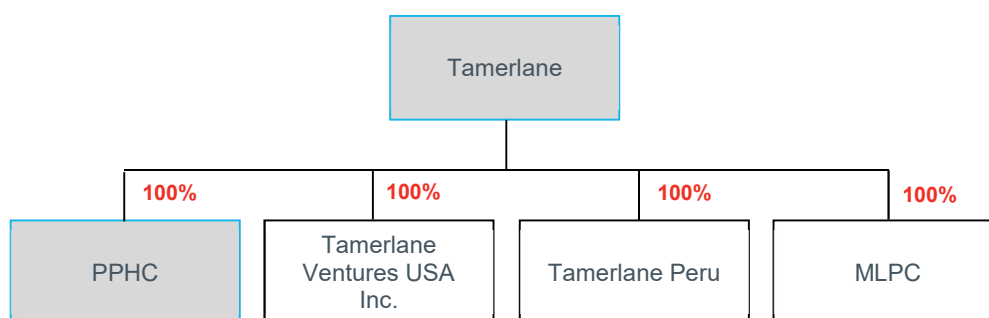 Tamerlane
100%
100%
100%
100%
PPHC
Tamerlane
Ventures USA
Inc.
Tamerlane Peru
MLPC